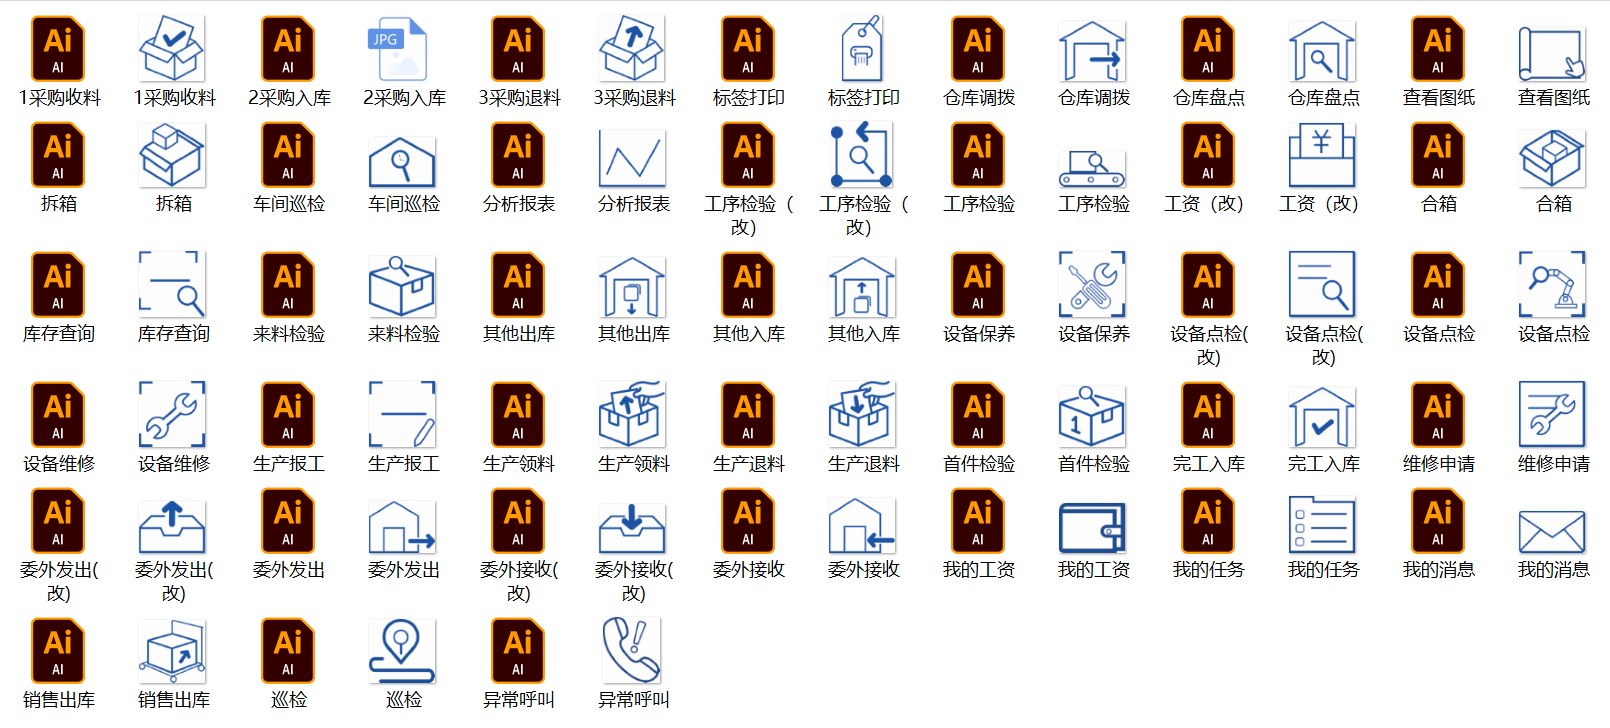 Ai AI Ai AI JPG Ai AI Ai AI Ai AI Ai AI Ai AI
1采购收料 1采购收料 2采购入库 2采购入库 3采购退料 3采购退料 标签打印 标签打印 仓库调拨 仓库调拨 仓库盘点 仓库盘点 查看图纸 查看图纸
Ai AI Ai AI Ai AI Ai AI Ai AI Ai AI ¥ Ai AI
拆箱 拆箱 车间巡检 车间巡检 分析报表 分析报表 工序检验（ 工序检验（ 工序检验 工序检验 工资（改） 工资（改） 合箱 合箱
改） 改）
Ai AI Ai AI Ai AI Ai AI Ai AI Ai AI Ai AI
库存查询 库存查询 来料检验 来料检验 其他出库 其他出库 其他入库 其他入库 设备保养 设备保养 设备点检( 设备点检( 设备点检 设备点检
改) 改)
Ai AI Ai AI Ai AI Ai AI Ai AI 1 Ai AI Ai AI
设备维修 设备维修 生产报工 生产报工 生产领料 生产领料 生产退料 生产退料 首件检验 首件检验 完工入库 完工入库 维修申请 维修申请
Ai AI Ai AI Ai AI Ai AI Ai AI Ai AI Ai AI
委外发出( 委外发出( 委外发出 委外发出 委外接收( 委外接收( 委外接收 委外接收 我的工资 我的工资 我的任务 我的任务 我的消息 我的消息
改) 改) 改) 改)
Ai AI Ai AI Ai AI
销售出库 销售出库 巡检 巡检 异常呼叫 异常呼叫